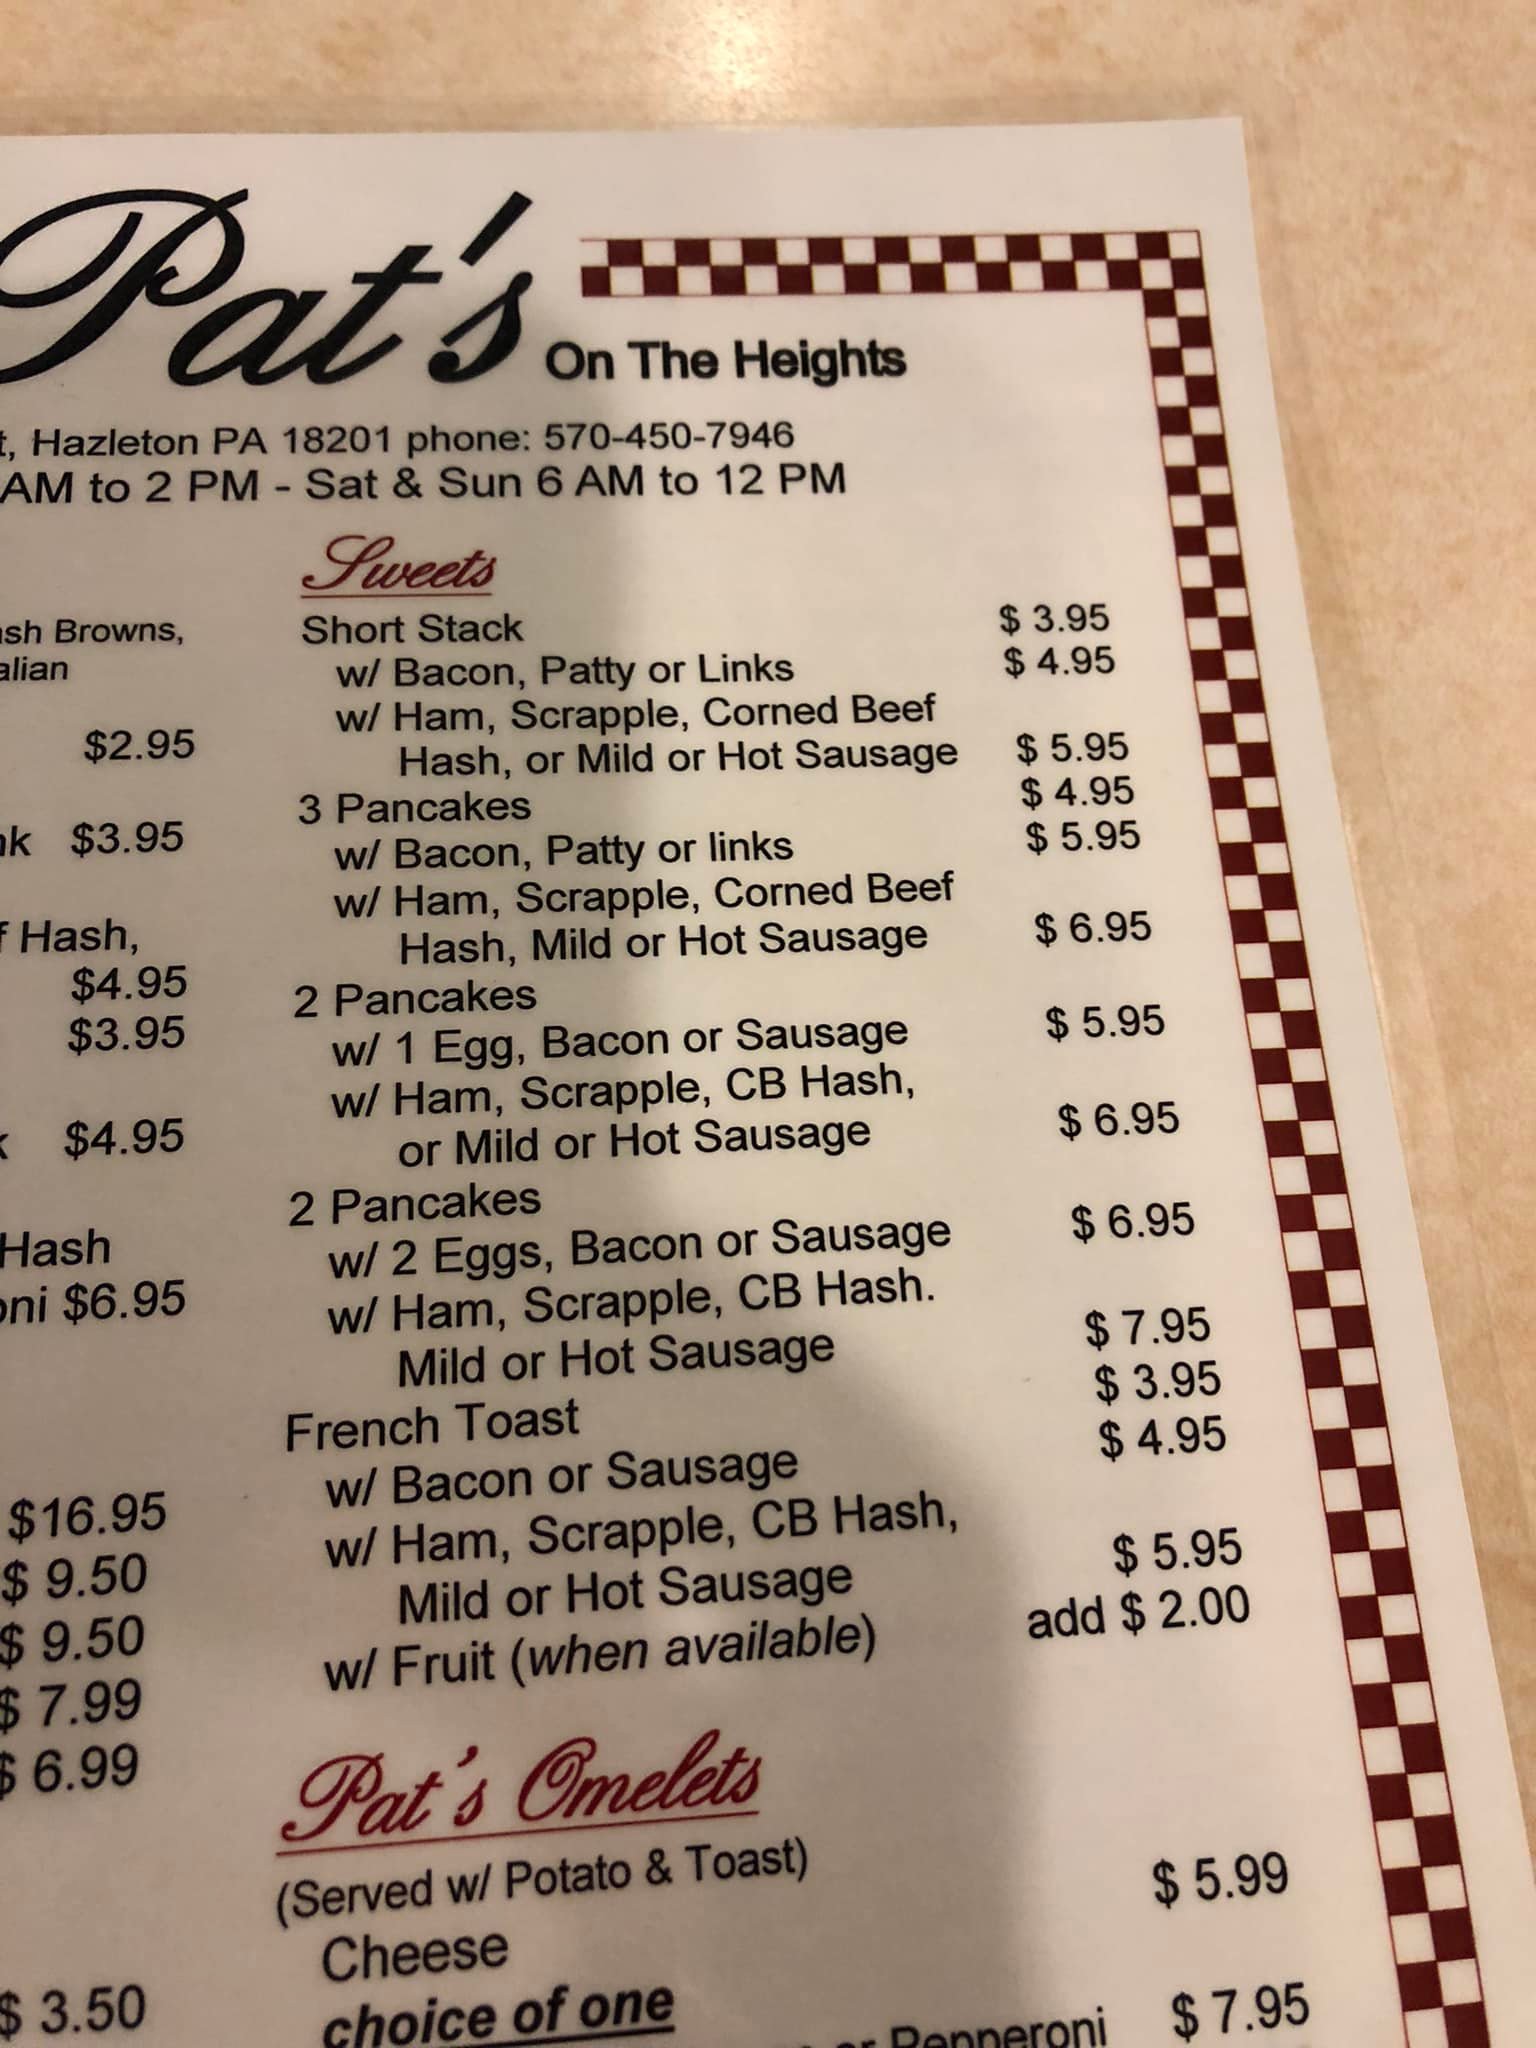 Pat's On The Heights
Hazleton PA 18201 phone: 570-450-7946
AM to 2 PM - Sat & Sun 6 AM to 12 PM
Browns,
$2.95
$3.95
Hash,
$4.95
$3.95
$4.95
Hash
$6.95
$16.95
$ 9.50
$ 9.50
$ 7.99
$ 6.99
$ 3.50
Sweets
Short Stack $ 3.95
w/ Bacon, Patty or Links $ 4.95
w/ Ham, Scrapple, Corned Beef
Hash, or Mild or Hot Sausage $ 5.95
3 Pancakes $ 4.95
w/ Bacon, Patty or links $ 5.95
w/ Ham, Scrapple, Corned Beef
Hash, Mild or Hot Sausage $ 6.95
2 Pancakes
w/ 1 Egg, Bacon or Sausage $ 5.95
w/ Ham, Scrapple, CB Hash,
or Mild or Hot Sausage $ 6.95
2 Pancakes
w/ 2 Eggs, Bacon or Sausage $ 6.95
w/ Ham, Scrapple, CB Hash.
Mild or Hot Sausage $ 7.95
French Toast $ 3.95
w/ Bacon or Sausage $ 4.95
w/ Ham, Scrapple, CB Hash,
Mild or Hot Sausage $ 5.95
w/ Fruit (when available) add $ 2.00
Pat's Omelets
(Served w/ Potato & Toast)
Cheese $ 5.99
choice of one
or Pepperoni $ 7.95